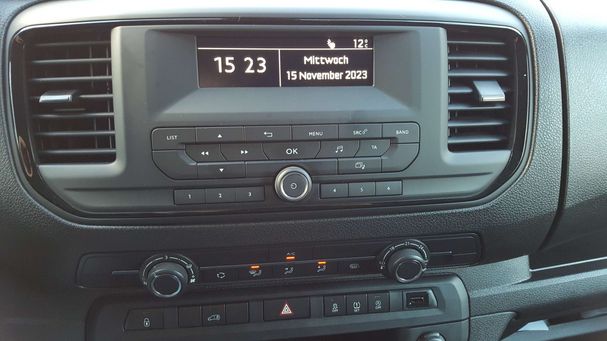 12°
15 23
Mittwoch
15 November 2023
LIST
MENU
SRC
BAND
OK
TA
1 2 3 4 5 6
A/C